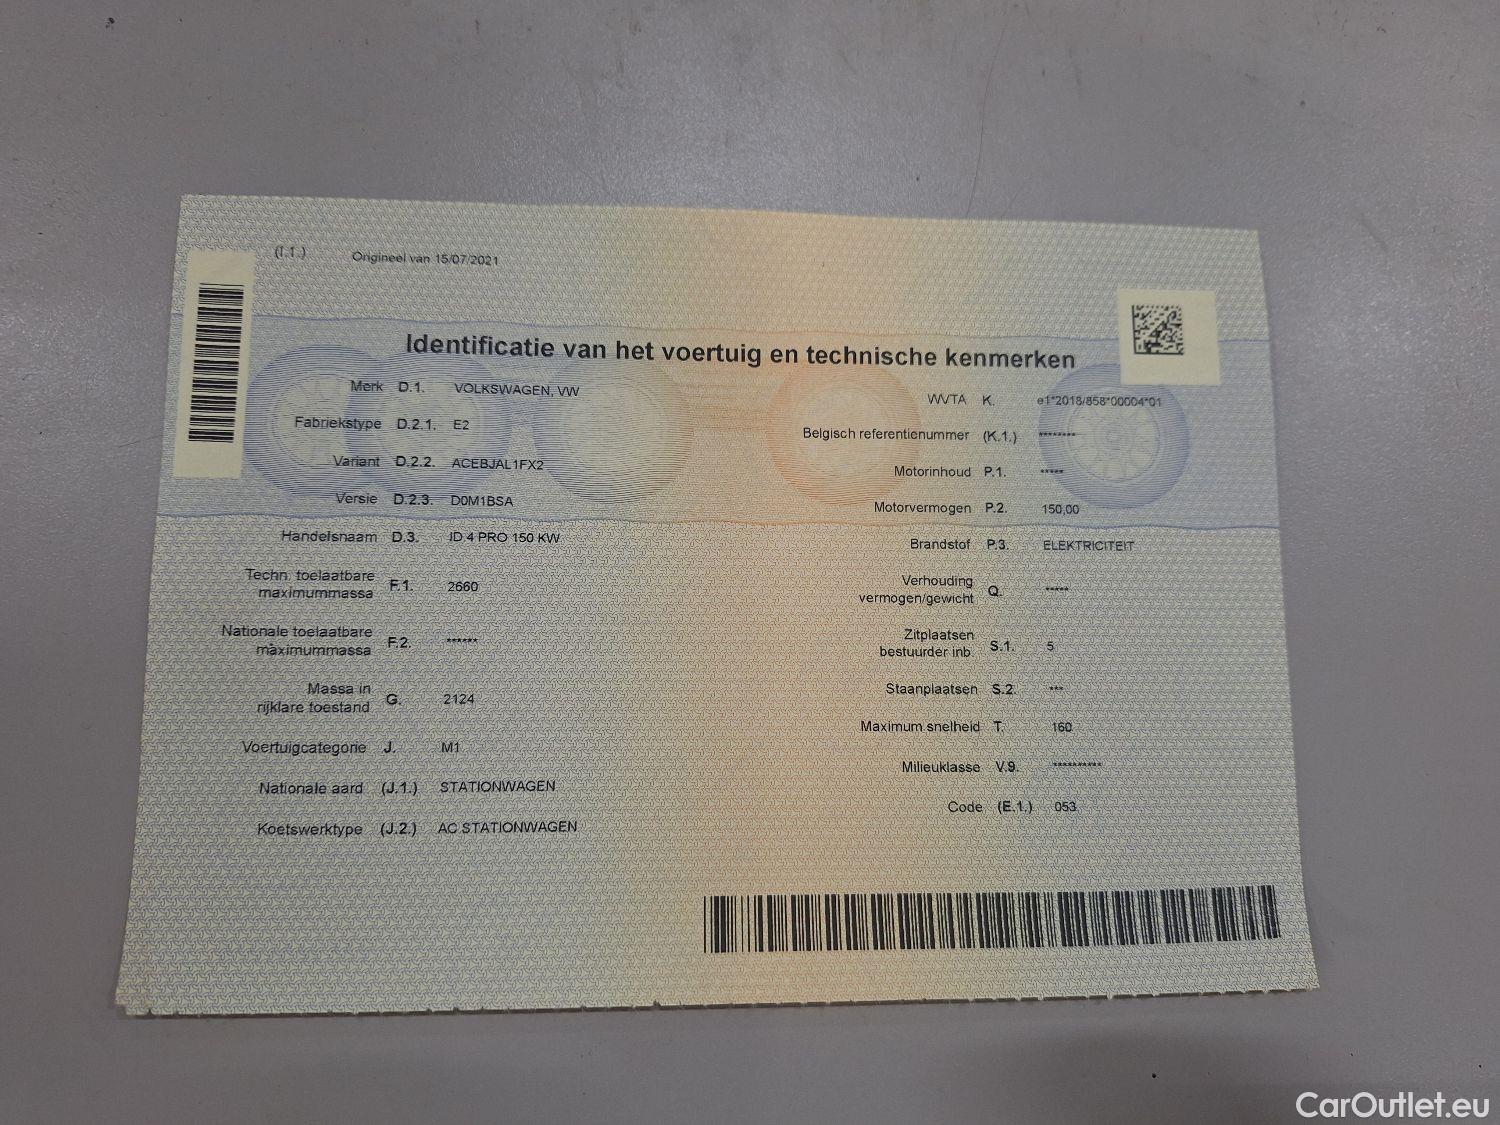 (I.1.) Origineel van 15/07/2021
Identificatie van het voertuig en technische kenmerken
Merk D.1. VOLKSWAGEN, VW
Fabriekstype D.2.1. E2
Variant D.2.2. ACEBJAL1FX2
Versie D.2.3. D0M1BSA
Handelsnaam D.3. ID.4 PRO 150 KW
Techn. toelaatbare
maximummassa F.1. 2660
Nationale toelaatbare
maximummassa F.2. ******
Massa in
rijklare toestand G. 2124
Voertuigcategorie J. M1
Nationale aard (J.1.) STATIONWAGEN
Koetswerktype (J.2.) AC STATIONWAGEN
WVTA K. e1*2018/858*00004*01
Belgisch referentienummer (K.1.) ********
Motorinhoud P.1. *****
Motorvermogen P.2. 150,00
Brandstof P.3. ELEKTRICITEIT
Verhouding
vermogen/gewicht Q. *****
Zitplaatsen
bestuurder inb. S.1. 5
Staanplaatsen S.2. ***
Maximum snelheid T. 160
Milieuklasse V.9. **********
Code (E.1.) 053
CarOutlet.eu